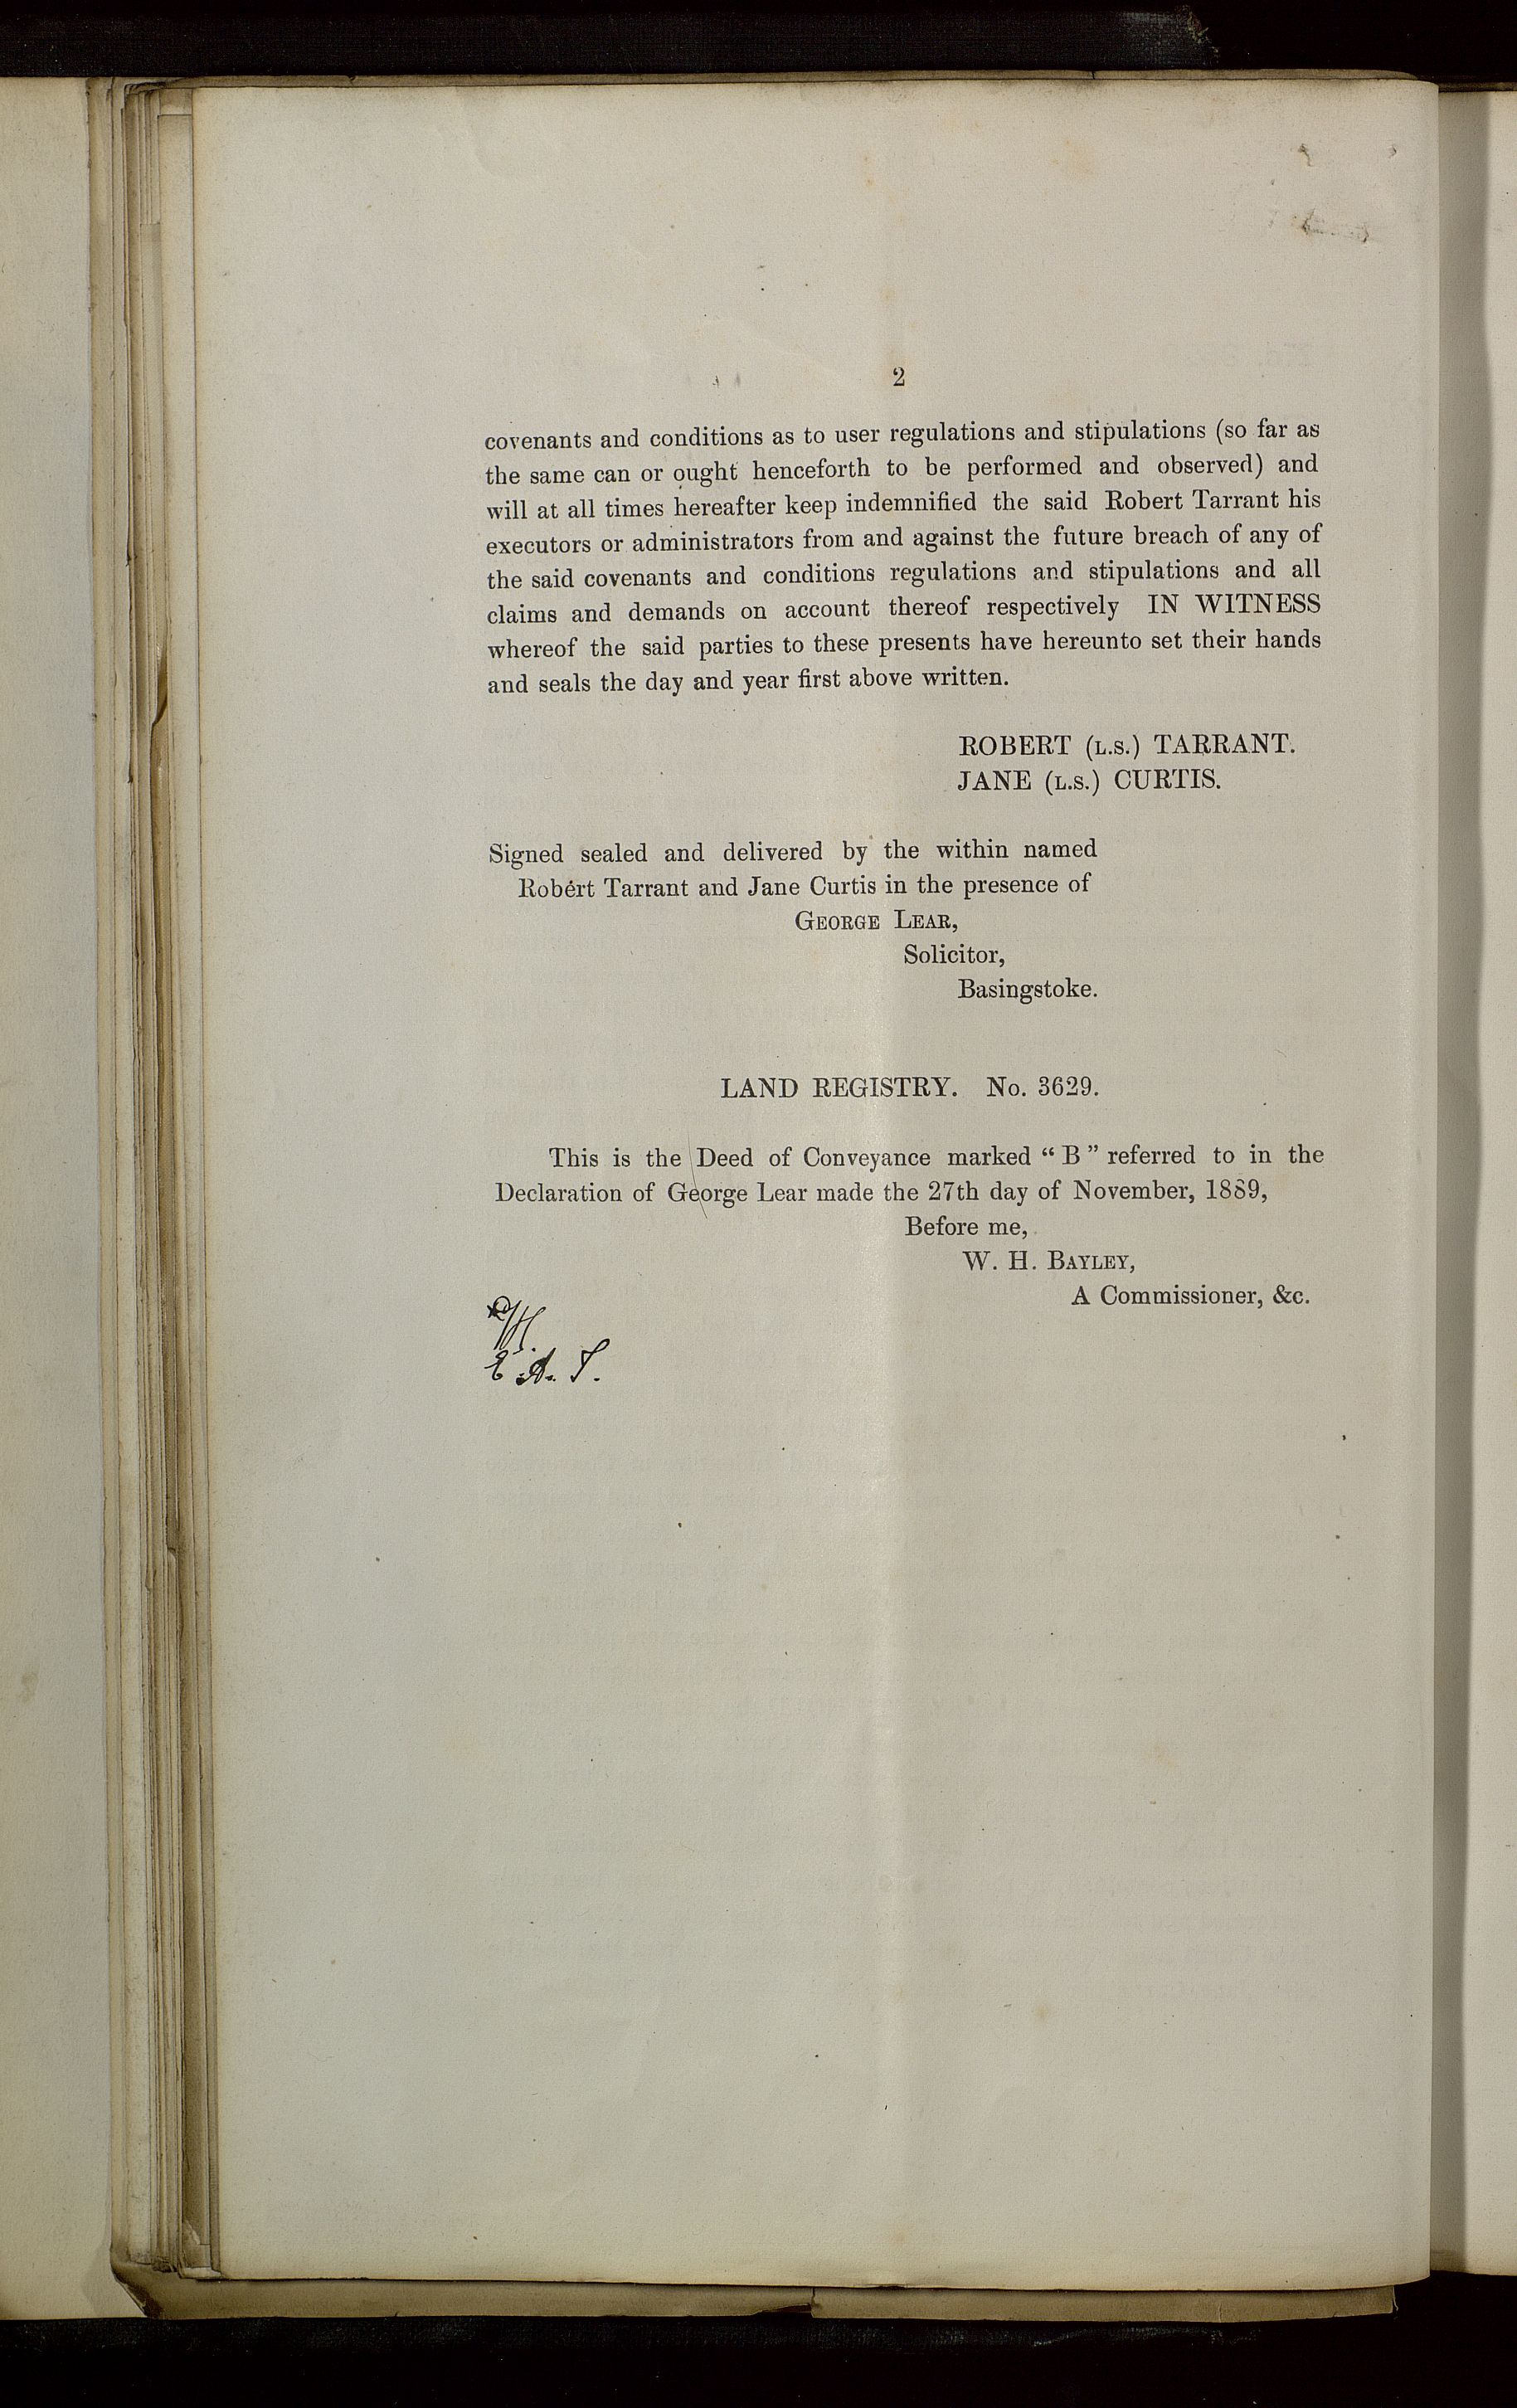 2
covenants and conditions as to user regulations and stipulations (so far as
the same can or ought henceforth to be performed and observed) and
will at all times hereafter keep indemnified the said Robert Tarrant his
executors or administrators from and against the future breach of any of
the said covenants and conditions regulations and stipulations and all
claims and demands on account thereof respectively IN WITNESS
whereof the said parties to these presents have hereunto set their hands
and seals the day and year first above written.
ROBERT (L.S.) TARRANT.
JANE (L.S.) CURTIS.
Signed sealed and delivered by the within named
Robert Tarrant and Jane Curtis in the presence of
GEORGE LEAR,
Solicitor,
Basingstoke.
LAND REGISTRY. No. 3629.
This is the Deed of Conveyance marked “ B ” referred to in the
Declaration of George Lear made the 27th day of November, 1889,
Before me,
W. H. BAYLEY,
A Commissioner, &c.
E. A. S.